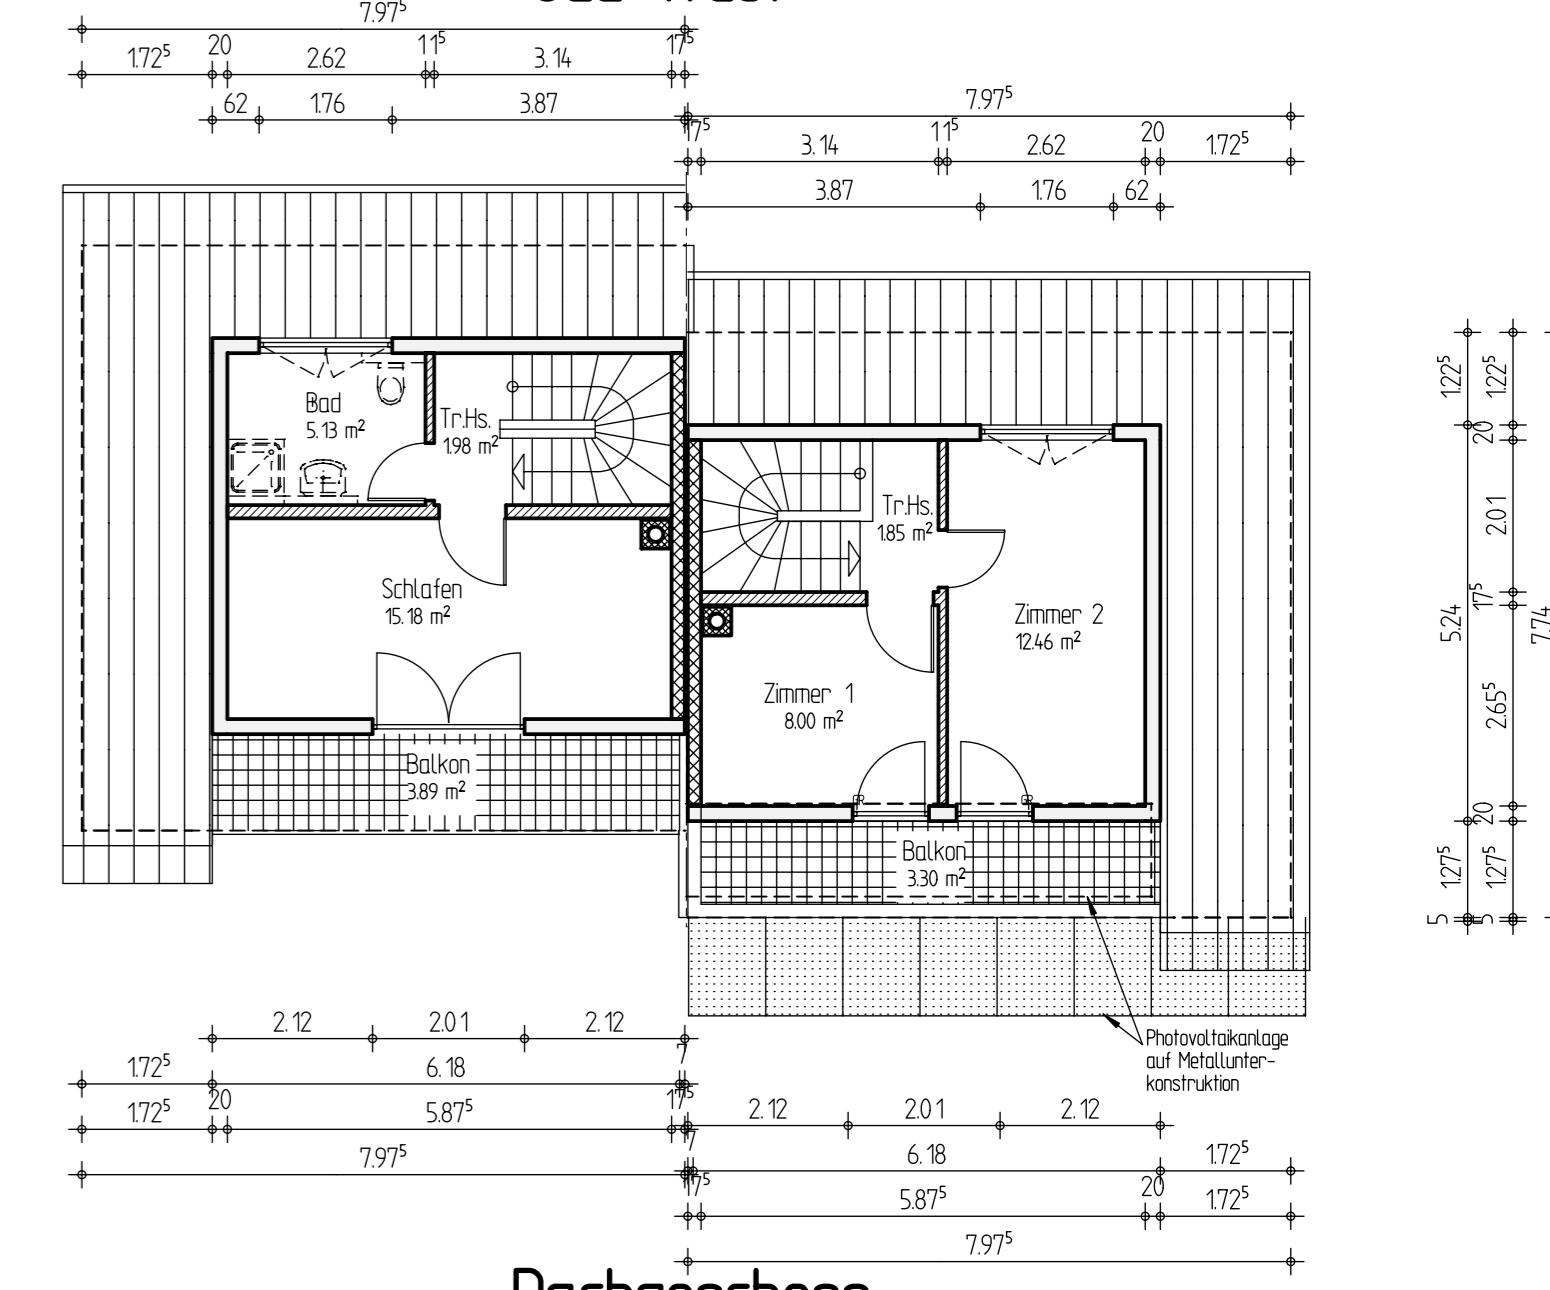 7.97⁵
1.72⁵ 20 2.62 11⁵ 3.14 17⁵
62 1.76 3.87
7.97⁵
17⁵ 3.14 11⁵ 2.62 20 1.72⁵
3.87 1.76 62
Bad
5.13 m²
Tr.Hs.
1.98 m²
Schlafen
15.18 m²
Balkon
3.89 m²
Tr.Hs.
1.85 m²
Zimmer 2
12.46 m²
Zimmer 1
8.00 m²
Balkon
3.30 m²
Photovoltaikanlage
auf Metallunter-
konstruktion
1.22⁵ 5.24 1.27⁵ 5
1.22⁵ 20 2.01 17⁵ 2.65⁵ 20 1.27⁵ 5
7.74
2.12 2.01 2.12
1.72⁵ 6.18 7
1.72⁵ 20 5.87⁵ 17⁵
7.97⁵
2.12 2.01 2.12
7 6.18 1.72⁵
17⁵ 5.87⁵ 20 1.72⁵
7.97⁵
Dachgeschoss